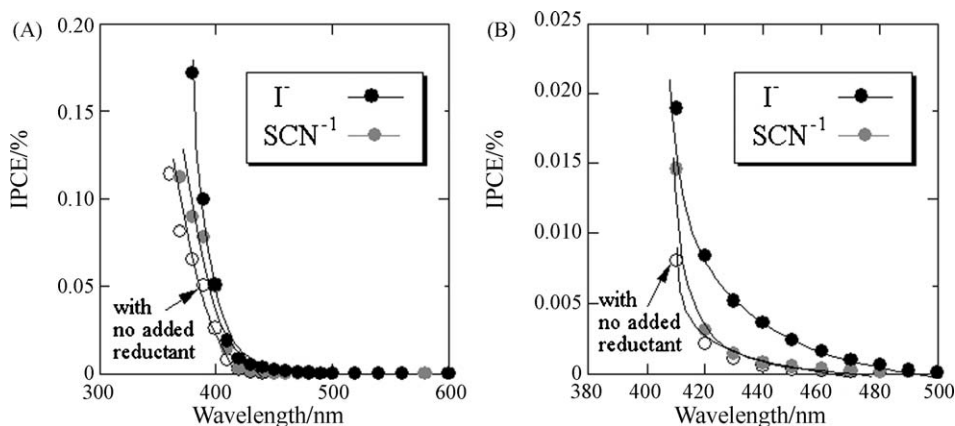 (A)
0.20
0.15
0.10
0.05
0
IPCE/%
I⁻
SCN⁻¹
with
no added
reductant
300
400
500
600
Wavelength/nm
(B)
0.025
0.020
0.015
0.010
0.005
0
IPCE/%
I⁻
SCN⁻¹
with
no added
reductant
380
400
420
440
460
480
500
Wavelength/nm